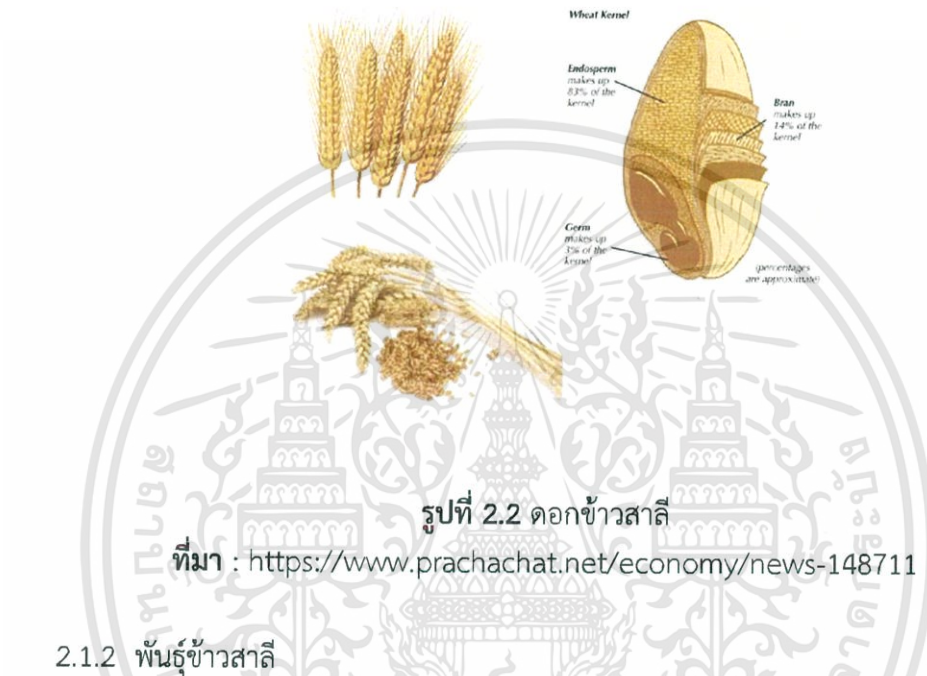 Wheat Kernel
Endosperm
makes up
83% of the
kernel
Bran
makes up
14% of the
kernel
Germ
makes up
3% of the
kernel
(percentages
are approximate)
รูปที่ 2.2 ดอกข้าวสาลี
ที่มา : https://www.prachachat.net/economy/news-148711
2.1.2 พันธุ์ข้าวสาลี